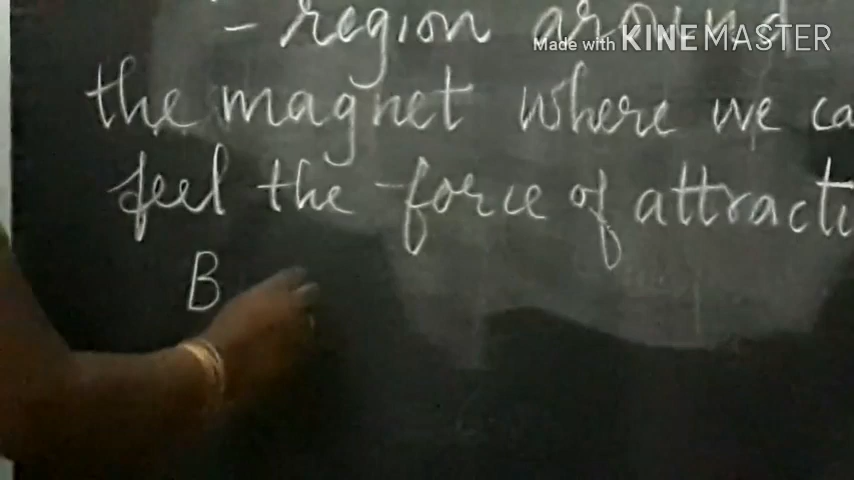 - region around
Made with KINEMASTER
the magnet where we ca
feel the force of attracti
B